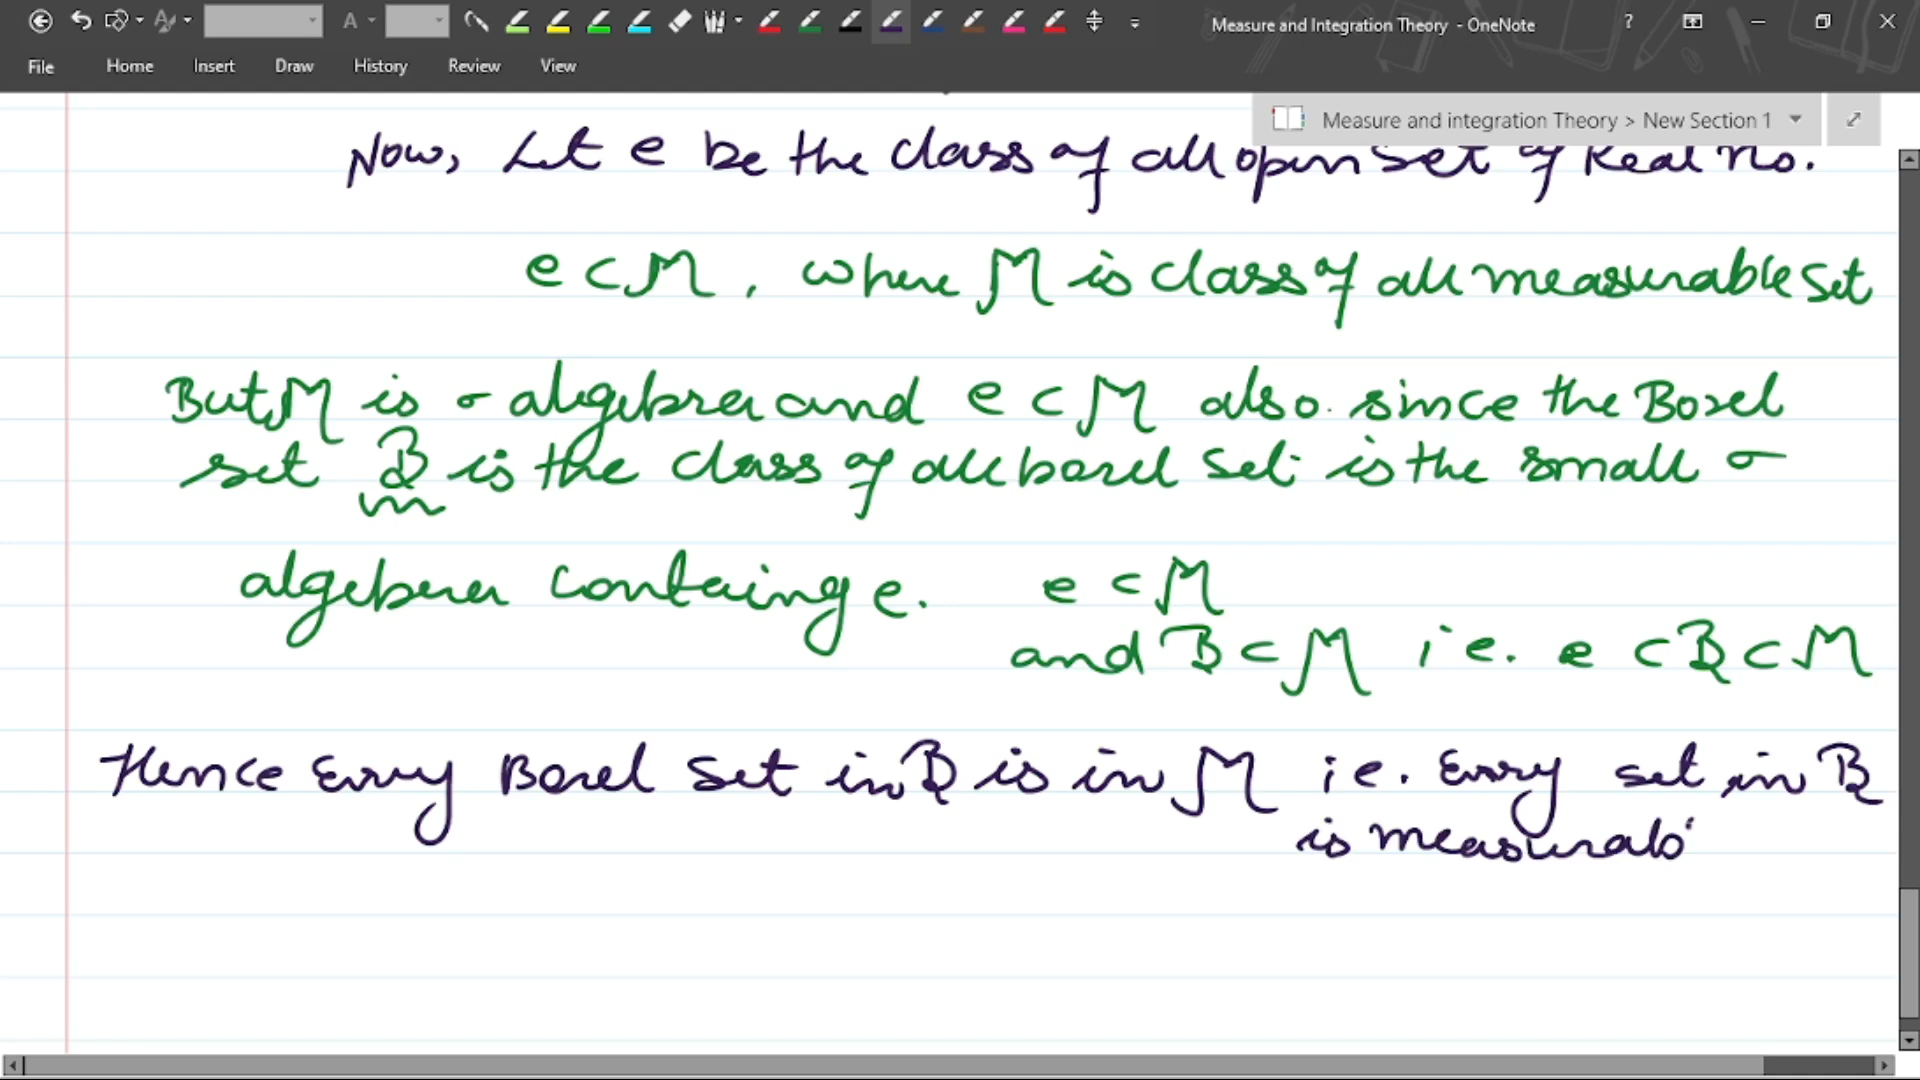 Measure and Integration Theory - OneNote
File Home Insert Draw History Review View
Measure and integration Theory > New Section 1
Now, Let e be the class of all open set of Real no.
e ⊂ M, where M is class of all measurable set
But, M is σ-algebra and e ⊂ M also. since the Borel
set B is the class of all borel set is the small σ
algebra containg e. e ⊂ M
and B ⊂ M i e. e ⊂ B ⊂ M
Hence Every Borel set in B is in M i e. Every set in B
is measurab